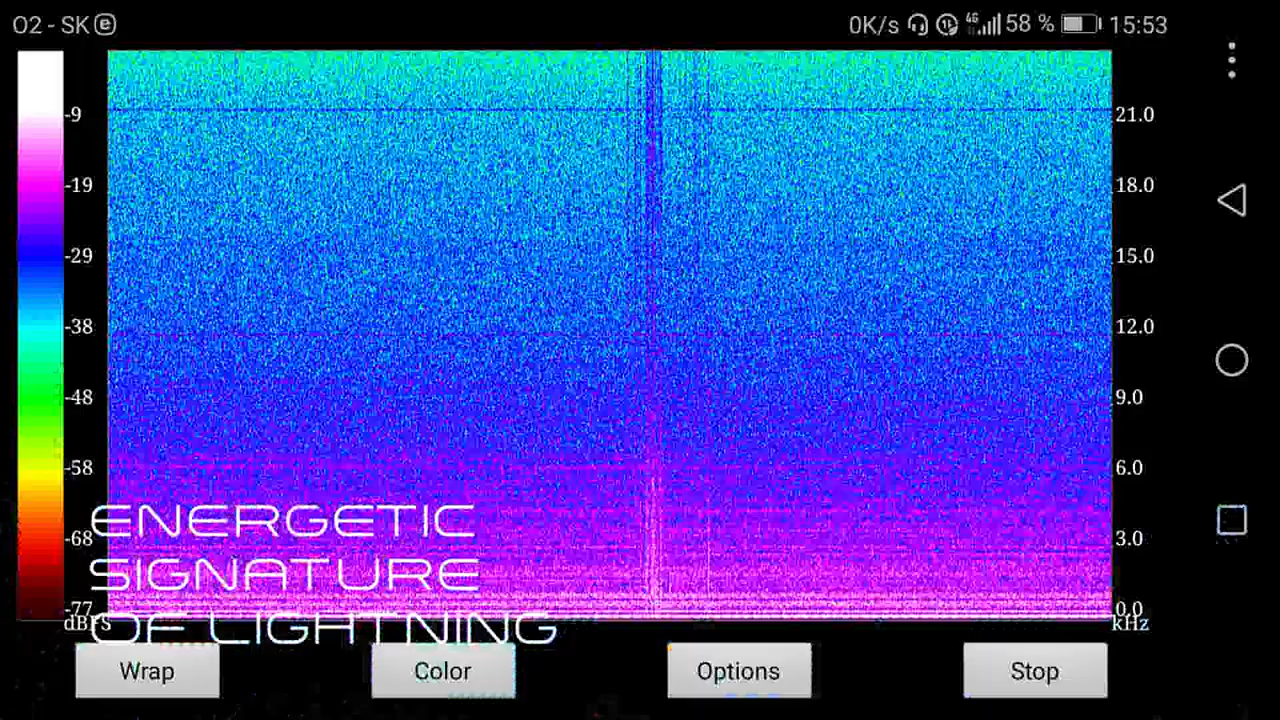 O2 - SK
0K/s 4G 58 % 15:53
-9
-19
-29
-38
-48
-58
-68
-77
dBFS
21.0
18.0
15.0
12.0
9.0
6.0
3.0
0.0
kHz
ENERGETIC
SIGNATURE
OF LIGHTNING
Wrap Color Options Stop